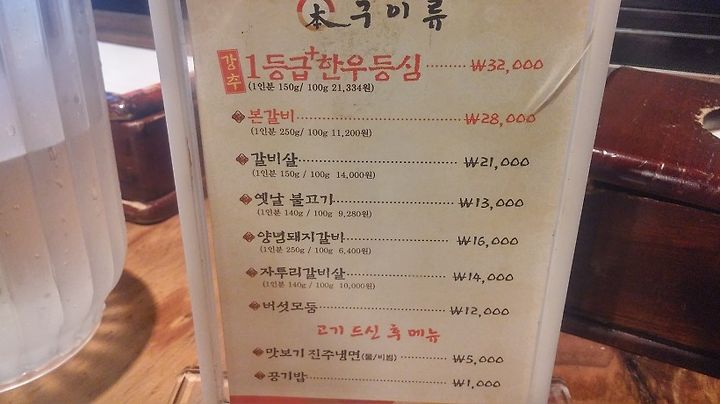 本 구이류
강추 1등급+한우등심 ₩32,000
(1인분 150g/ 100g 21,334원)
본갈비 ₩28,000
(1인분 250g/ 100g 11,200원)
갈비살 ₩21,000
(1인분 150g / 100g 14,000원)
옛날 불고기 ₩13,000
(1인분 140g / 100g 9,280원)
양념돼지갈비 ₩16,000
(1인분 250g / 100g 6,400원)
자투리갈비살 ₩14,000
(1인분 140g / 100g 10,000원)
버섯모둠 ₩12,000
고기 드신 후 메뉴
맛보기 진주냉면(물/비빔) ₩5,000
공기밥 ₩1,000